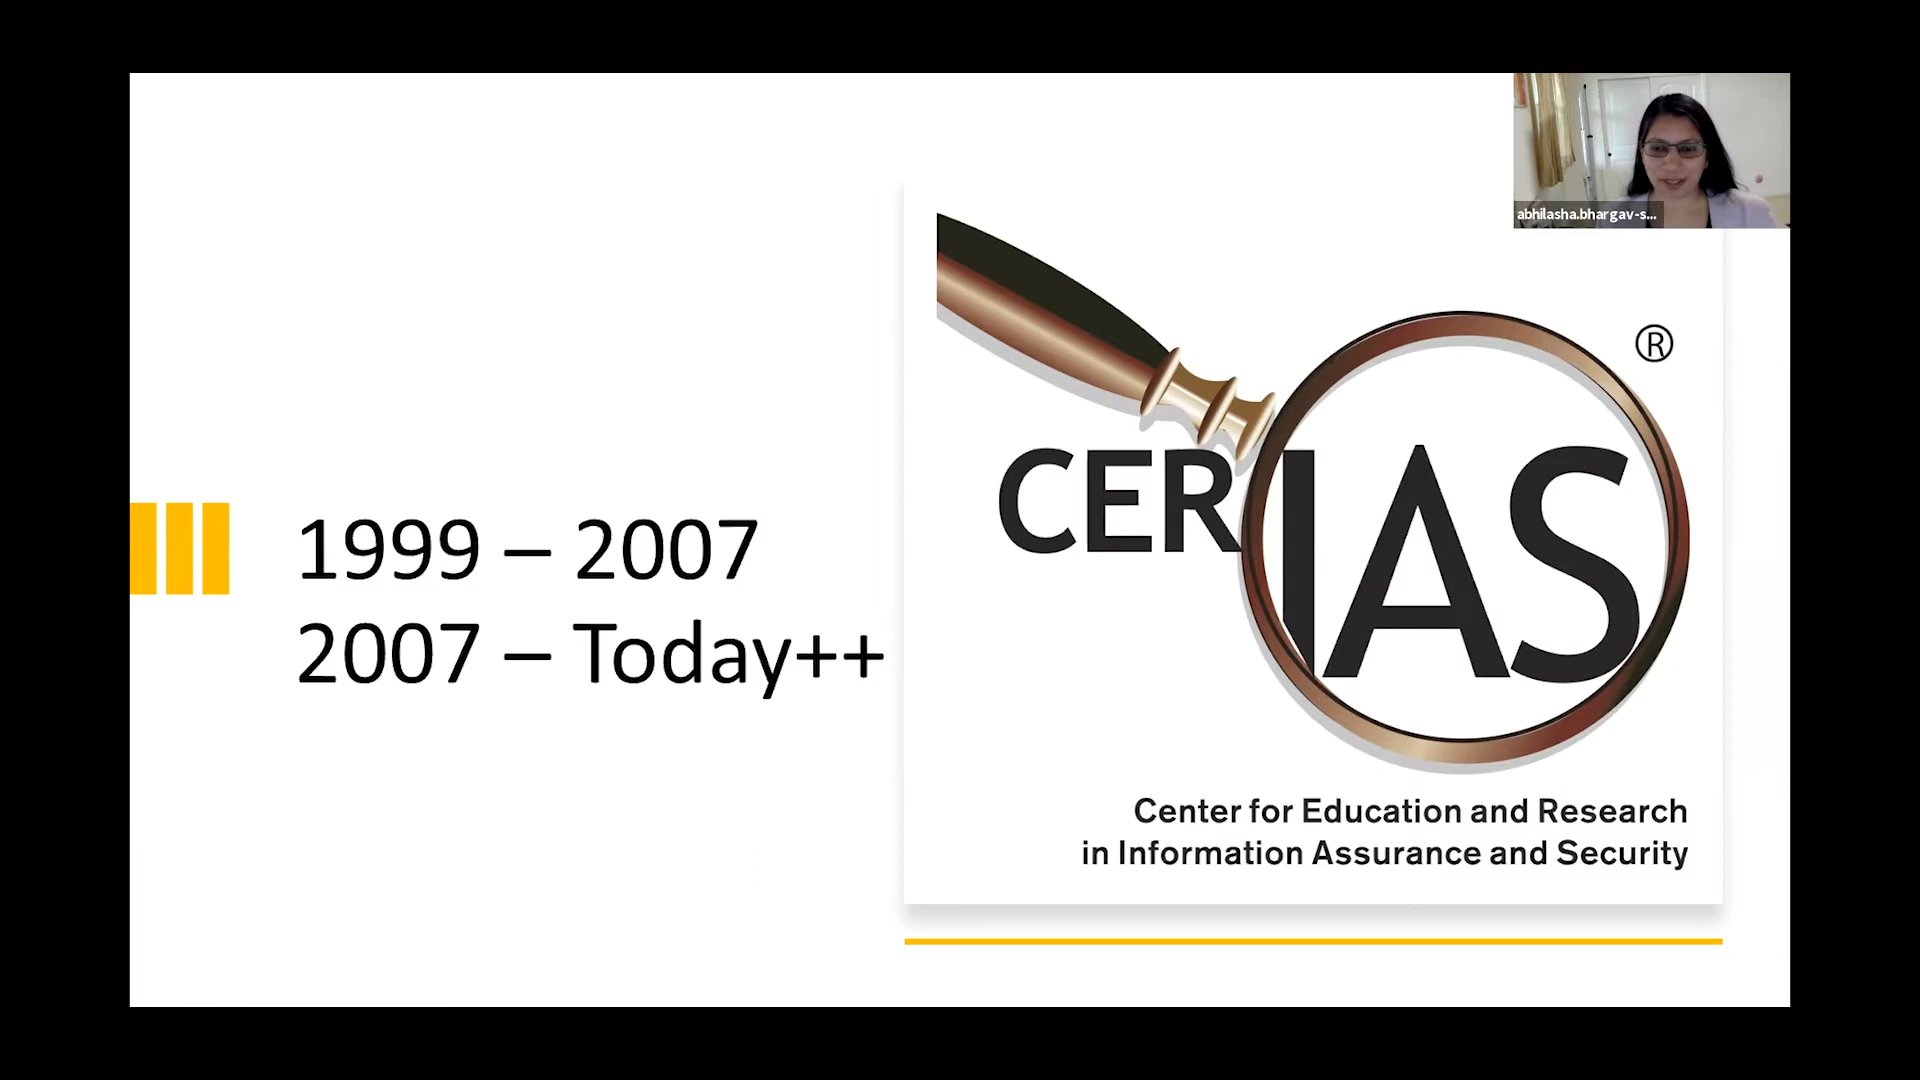 abhilasha.bhargav-s...
1999 – 2007
2007 – Today++
®
CERIAS
Center for Education and Research
in Information Assurance and Security